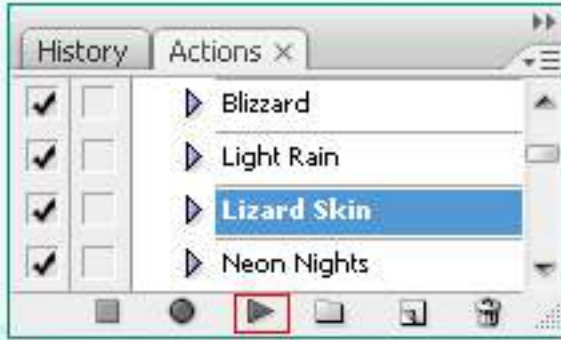 History Actions ×
Blizzard
Light Rain
Lizard Skin
Neon Nights